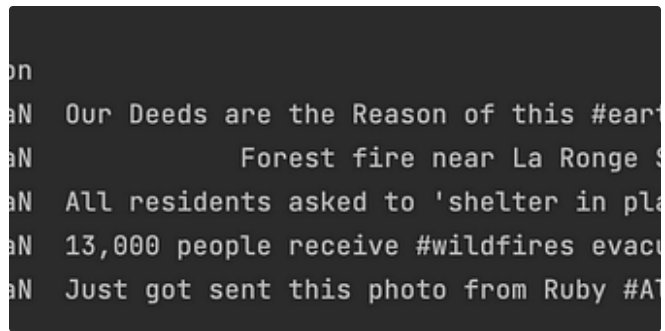 on
aN Our Deeds are the Reason of this #eart
aN Forest fire near La Ronge S
aN All residents asked to 'shelter in pla
aN 13,000 people receive #wildfires evacu
aN Just got sent this photo from Ruby #Al